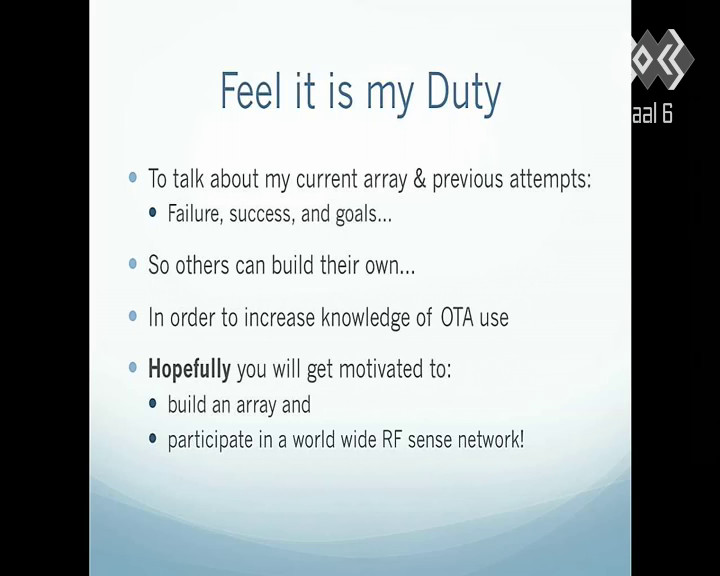 Feel it is my Duty
aal 6
• To talk about my current array & previous attempts:
• Failure, success, and goals...
• So others can build their own...
• In order to increase knowledge of OTA use
• Hopefully you will get motivated to:
• build an array and
• participate in a world wide RF sense network!